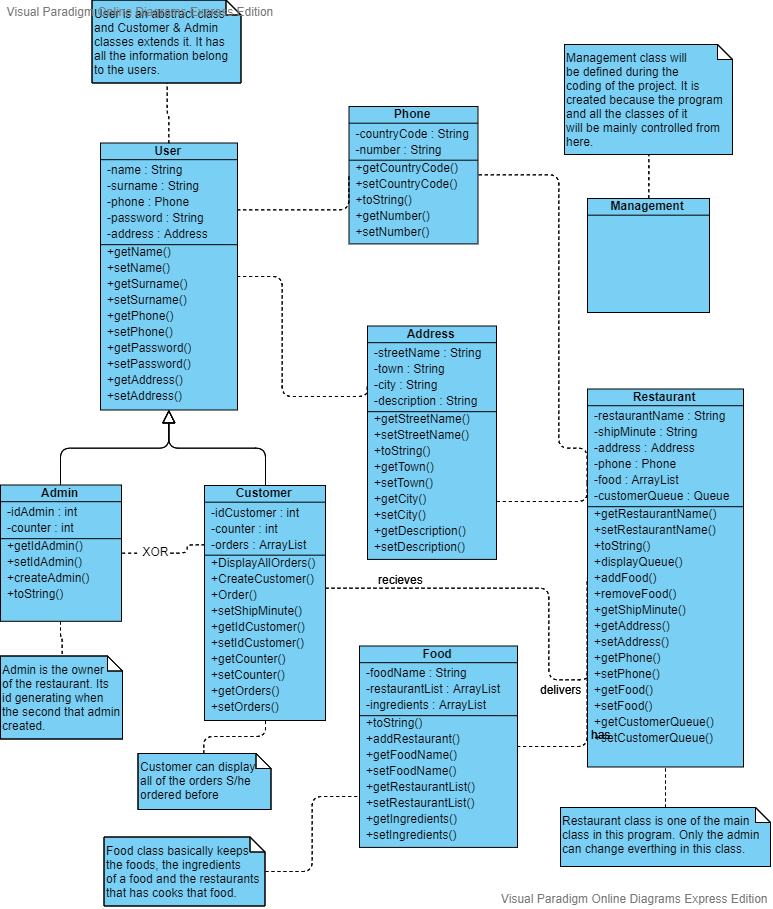 Visual Paradigm Online Diagrams Express Edition
User is an abstract class
and Customer & Admin
classes extends it. It has
all the information belong
to the users.
Management class will
be defined during the
coding of the project. It is
created because the program
and all the classes of it
will be mainly controlled from
here.
Phone
-countryCode : String
-number : String
+getCountryCode()
+setCountryCode()
+toString()
+getNumber()
+setNumber()
User
-name : String
-surname : String
-phone : Phone
-password : String
-address : Address
+getName()
+setName()
+getSurname()
+setSurname()
+getPhone()
+setPhone()
+getPassword()
+setPassword()
+getAddress()
+setAddress()
Management
Address
-streetName : String
-town : String
-city : String
-description : String
+getStreetName()
+setStreetName()
+toString()
+getTown()
+setTown()
+getCity()
+setCity()
+getDescription()
+setDescription()
Restaurant
-restaurantName : String
-shipMinute : String
-address : Address
-phone : Phone
-food : ArrayList
-customerQueue : Queue
+getRestaurantName()
+setRestaurantName()
+toString()
+displayQueue()
+addFood()
+removeFood()
+getShipMinute()
+getAddress()
+setAddress()
+getPhone()
+setPhone()
+getFood()
+setFood()
+getCustomerQueue()
+setCustomerQueue()
Admin
-idAdmin : int
-counter : int
+getIdAdmin()
+setIdAdmin()
+createAdmin()
+toString()
XOR
Customer
-idCustomer : int
-counter : int
-orders : ArrayList
+DisplayAllOrders()
+CreateCustomer()
+Order()
+setShipMinute()
+getIdCustomer()
+setIdCustomer()
+getCounter()
+setCounter()
+getOrders()
+setOrders()
recieves
delivers
has
Food
-foodName : String
-restaurantList : ArrayList
-ingredients : ArrayList
+toString()
+addRestaurant()
+getFoodName()
+setFoodName()
+getRestaurantList()
+setRestaurantList()
+getIngredients()
+setIngredients()
Admin is the owner
of the restaurant. Its
id generating when
the second that admin
created.
Customer can display
all of the orders S/he
ordered before
Food class basically keeps
the foods, the ingredients
of a food and the restaurants
that has cooks that food.
Restaurant class is one of the main
class in this program. Only the admin
can change everthing in this class.
Visual Paradigm Online Diagrams Express Edition